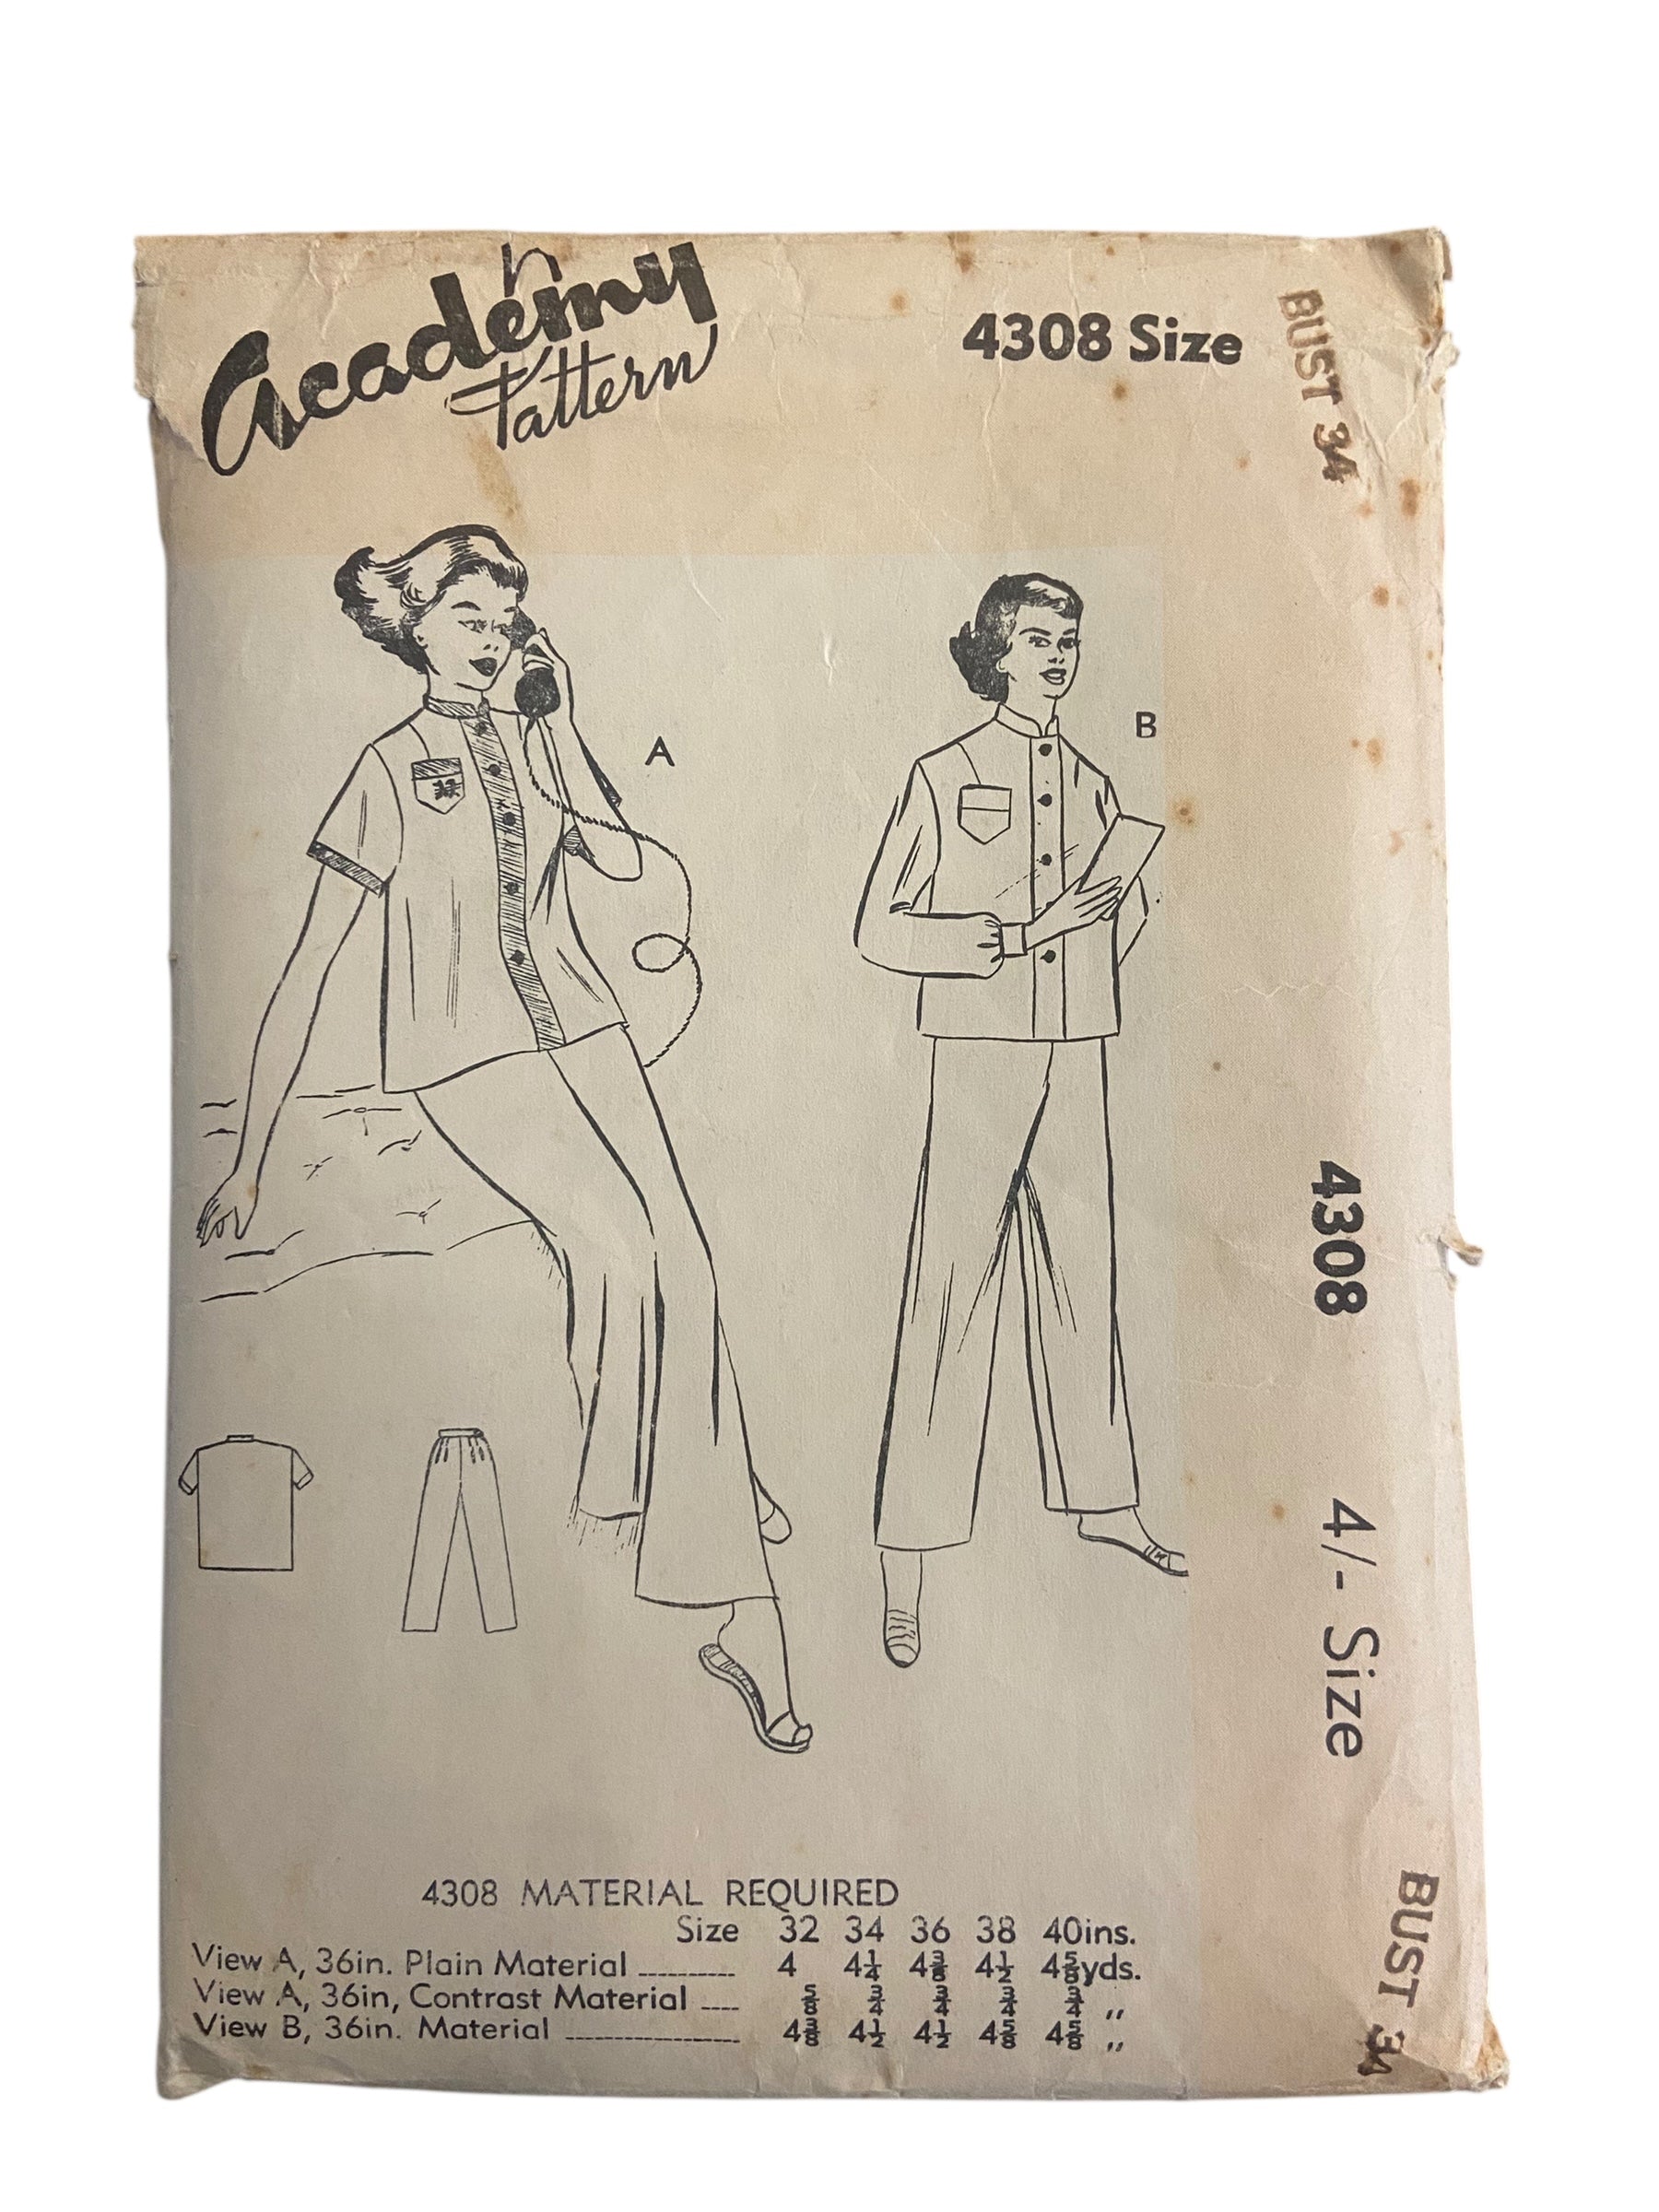 Academy
Pattern
4308 Size
BUST 34
A
B
4308
4/- Size
BUST 34
4308 MATERIAL REQUIRED
Size 32 34 36 38 40ins.
View A, 36in. Plain Material ---------- 4 4¼ 4⅜ 4½ 4⅝yds.
View A, 36in, Contrast Material ---- ⅝ ¾ ¾ ¾ ¾ ,,
View B, 36in. Material ------------------ 4⅜ 4½ 4½ 4⅝ 4⅝ ,,